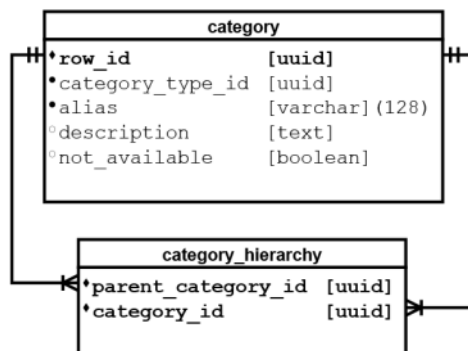 category
row_id [uuid]
category_type_id [uuid]
alias [varchar](128)
description [text]
not_available [boolean]
category_hierarchy
parent_category_id [uuid]
category_id [uuid]